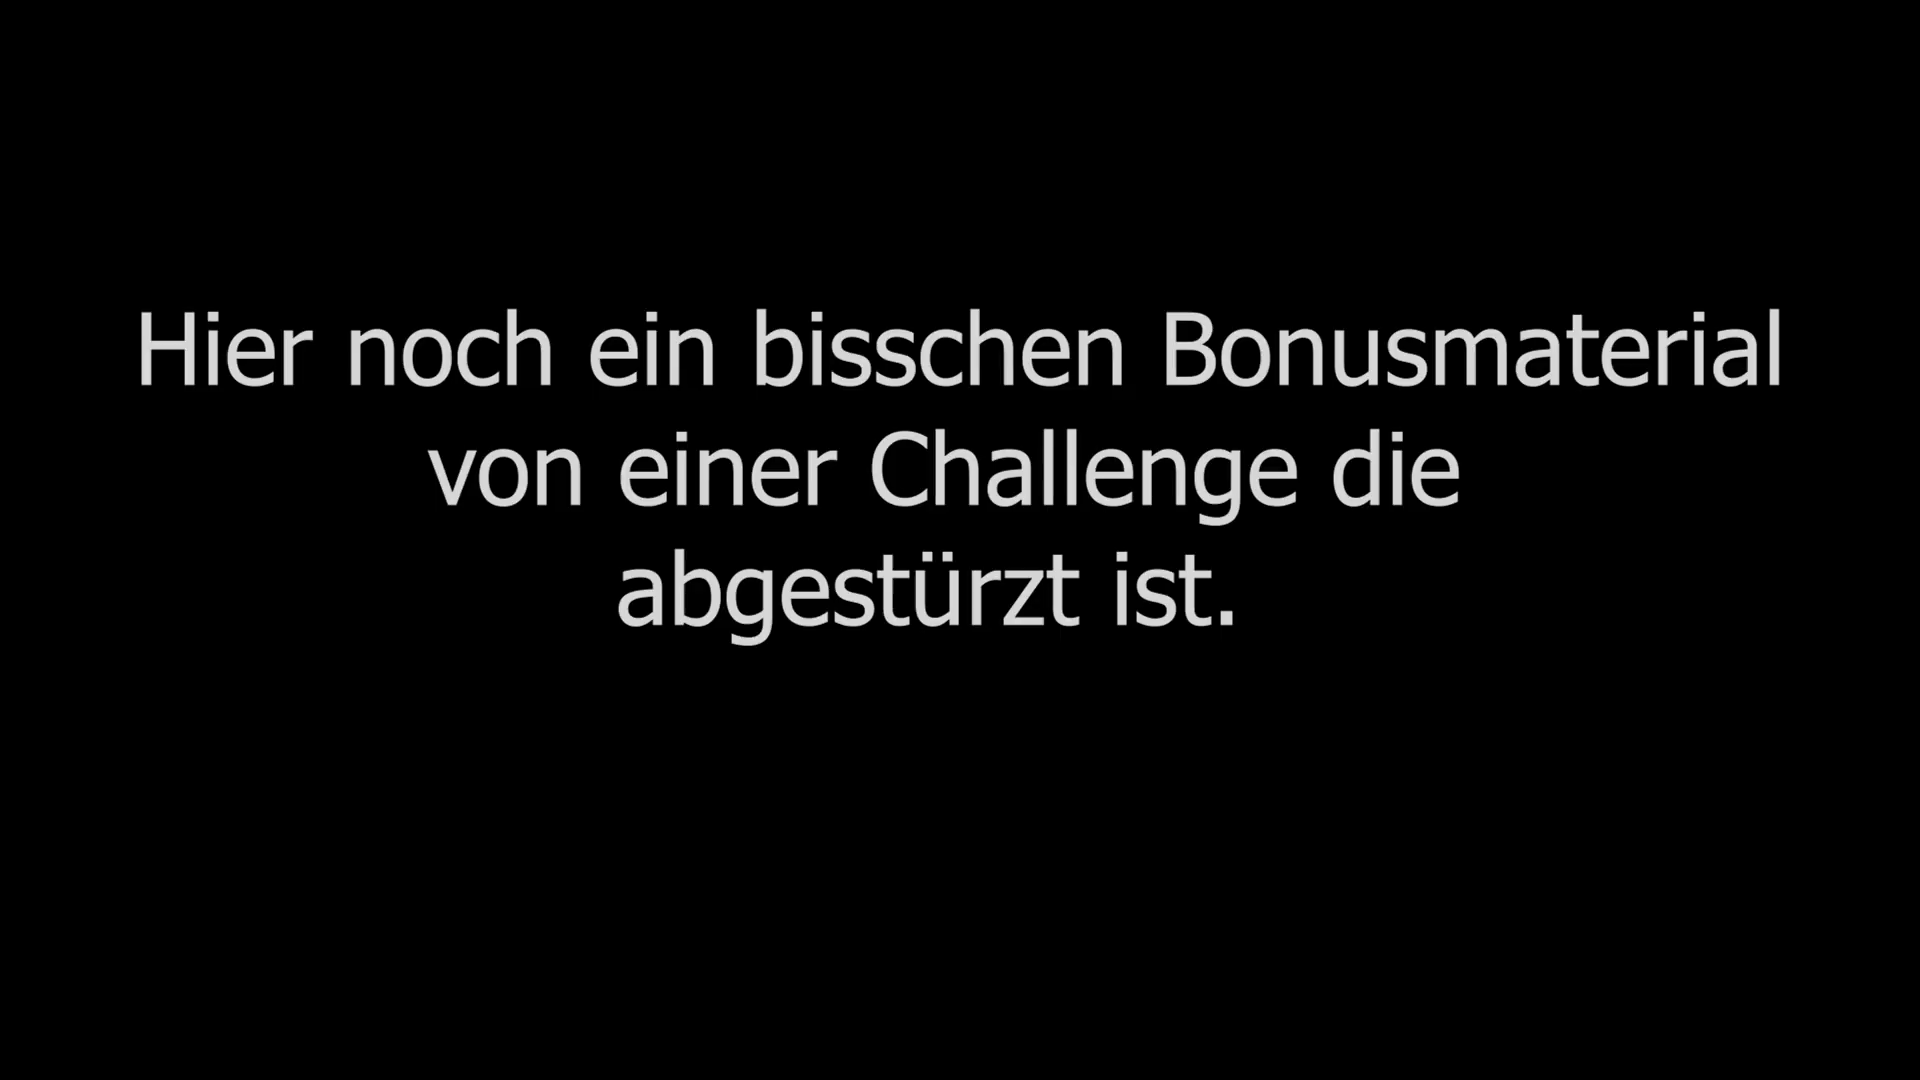 Hier noch ein bisschen Bonusmaterial
von einer Challenge die
abgestürzt ist.